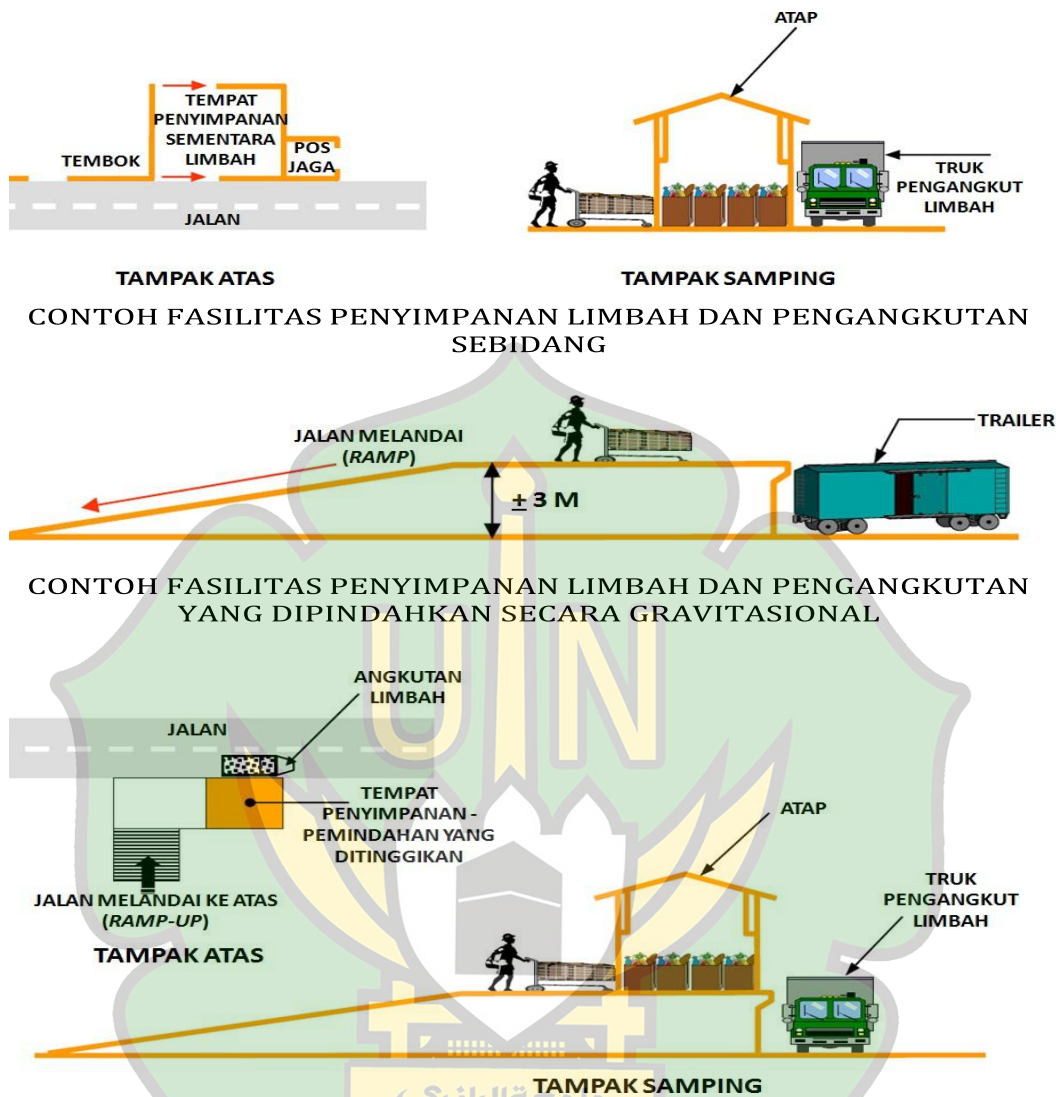 ATAP
TEMPAT
PENYIMPANAN
SEMENTARA
LIMBAH
POS
JAGA
TEMBOK
JALAN
TRUK
PENGANGKUT
LIMBAH
TAMPAK ATAS
TAMPAK SAMPING
CONTOH FASILITAS PENYIMPANAN LIMBAH DAN PENGANGKUTAN
SEBIDANG
JALAN MELANDAI
(RAMP)
TRAILER
± 3 M
CONTOH FASILITAS PENYIMPANAN LIMBAH DAN PENGANGKUTAN
YANG DIPINDAHKAN SECARA GRAVITASIONAL
UIN
ANGKUTAN
LIMBAH
JALAN
TEMPAT
PENYIMPANAN -
PEMINDAHAN YANG
DITINGGIKAN
JALAN MELANDAI KE ATAS
(RAMP-UP)
TAMPAK ATAS
ATAP
TRUK
PENGANGKUT
LIMBAH
TAMPAK SAMPING